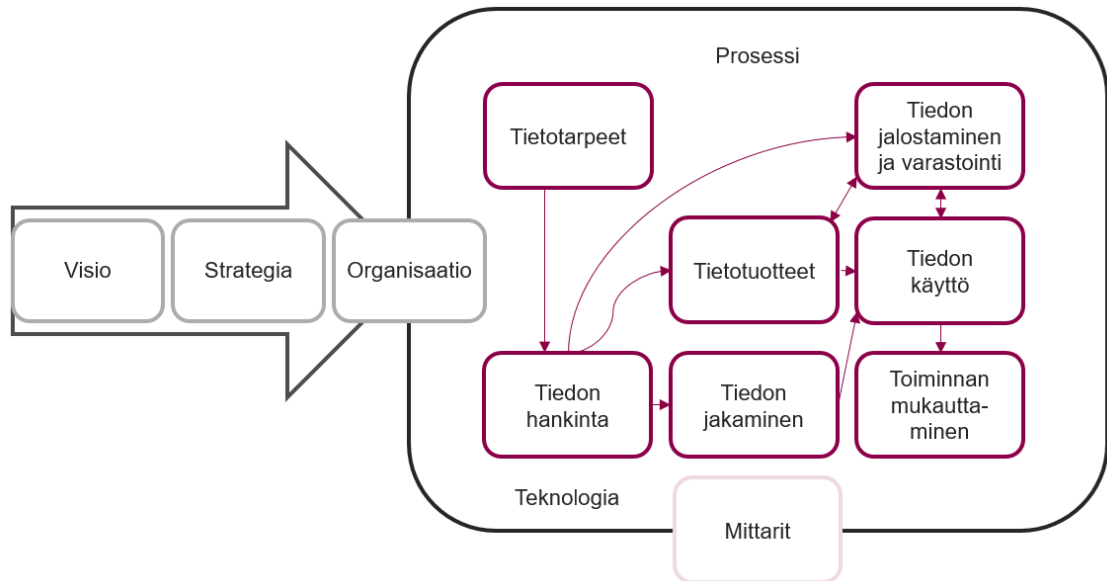 Prosessi
Tietotarpeet
Tiedon
jalostaminen
ja varastointi
Visio
Strategia
Organisaatio
Tietotuotteet
Tiedon
käyttö
Tiedon
hankinta
Tiedon
jakaminen
Toiminnan
mukautta-
minen
Teknologia
Mittarit